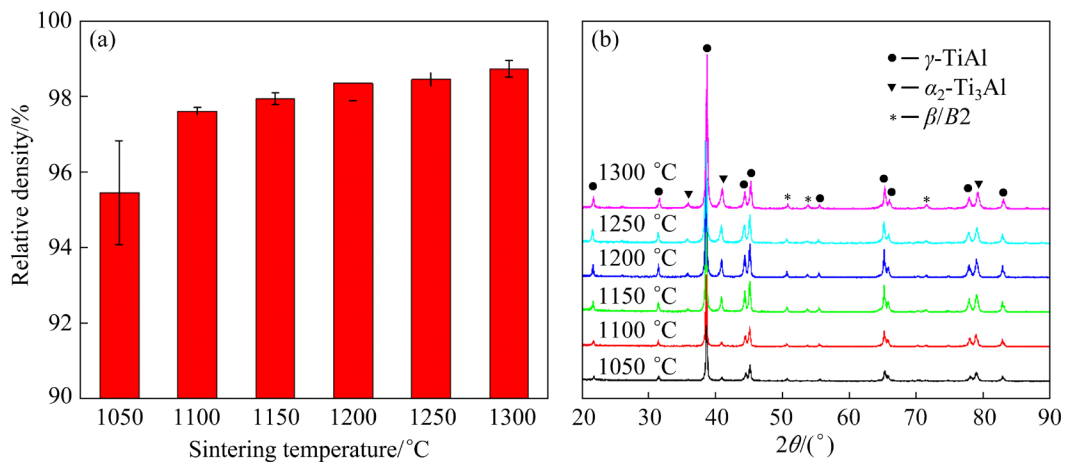 (a)
100
98
96
94
92
90
Relative density/%
1050 1100 1150 1200 1250 1300
Sintering temperature/°C
(b)
●— γ-TiAl
▼— α₂-Ti₃Al
*— β/B2
1300 °C
1250 °C
1200 °C
1150 °C
1100 °C
1050 °C
20 30 40 50 60 70 80 90
2θ/(°)